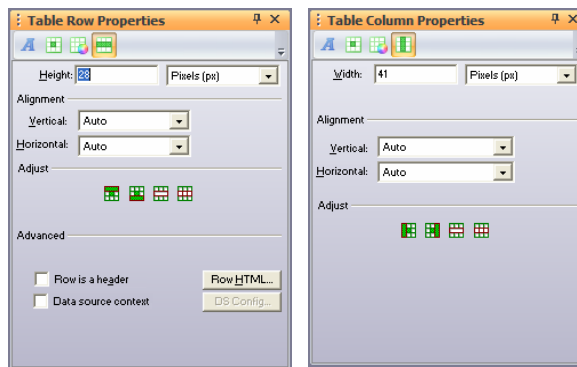 Table Row Properties
A
Height: 28 Pixels (px)
Alignment
Vertical: Auto
Horizontal: Auto
Adjust
Advanced
Row is a header Row HTML...
Data source context DS Config...
Table Column Properties
A
Width: 41 Pixels (px)
Alignment
Vertical: Auto
Horizontal: Auto
Adjust